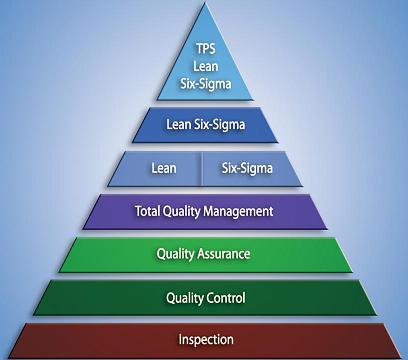 TPS
Lean
Six-Sigma
Lean Six-Sigma
Lean
Six-Sigma
Total Quality Management
Quality Assurance
Quality Control
Inspection